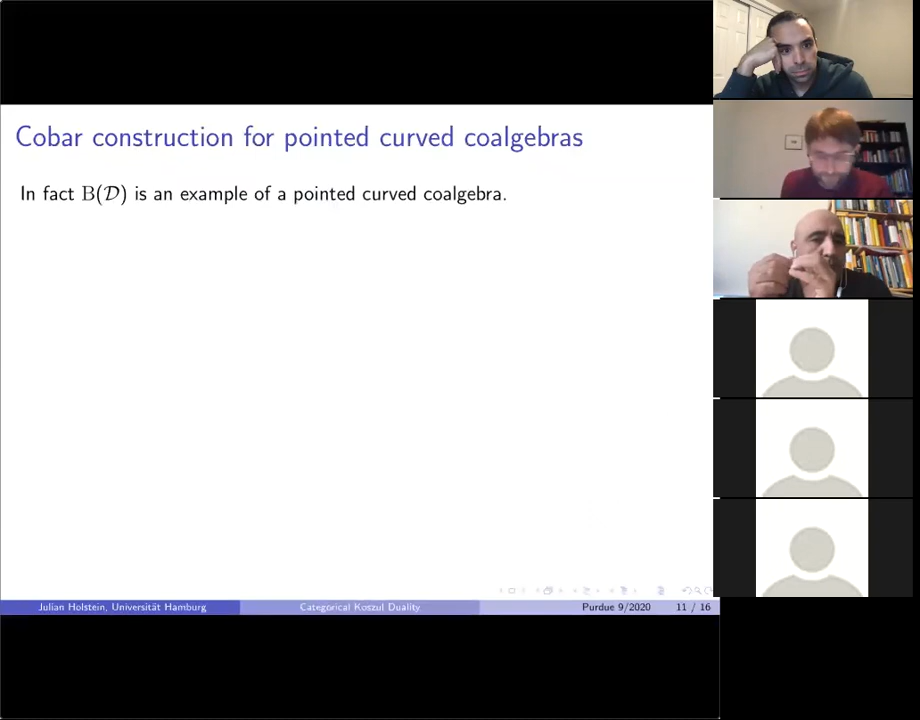 Cobar construction for pointed curved coalgebras
In fact B(𝒟) is an example of a pointed curved coalgebra.
Julian Holstein, Universität Hamburg Categorical Koszul Duality Purdue 9/2020 11 / 16